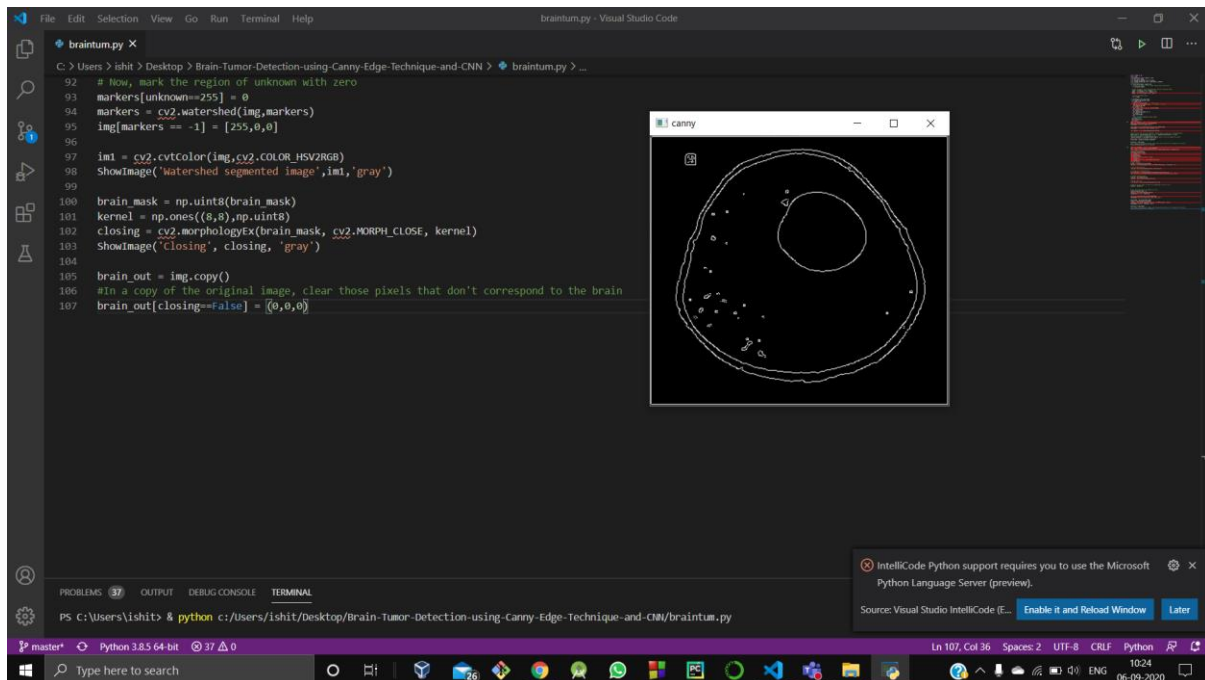 File Edit Selection View Go Run Terminal Help braintum.py - Visual Studio Code
braintum.py
C: > Users > ishit > Desktop > Brain-Tumor-Detection-using-Canny-Edge-Technique-and-CNN > braintum.py > ...
92 # Now, mark the region of unknown with zero
93 markers[unknown==255] = 0
94 markers = cv2.watershed(img,markers)
95 img[markers == -1] = [255,0,0]
96
97 im1 = cv2.cvtColor(img,cv2.COLOR_HSV2RGB)
98 ShowImage('Watershed segmented image',im1,'gray')
99
100 brain_mask = np.uint8(brain_mask)
101 kernel = np.ones((8,8),np.uint8)
102 closing = cv2.morphologyEx(brain_mask, cv2.MORPH_CLOSE, kernel)
103 ShowImage('Closing', closing, 'gray')
104
105 brain_out = img.copy()
106 #In a copy of the original image, clear those pixels that don't correspond to the brain
107 brain_out[closing==False] = (0,0,0)
canny
IntelliCode Python support requires you to use the Microsoft
Python Language Server (preview).
Source: Visual Studio IntelliCode (E...
Enable it and Reload Window Later
PROBLEMS 37 OUTPUT DEBUG CONSOLE TERMINAL
PS C:\Users\ishit> & python c:/Users/ishit/Desktop/Brain-Tumor-Detection-using-Canny-Edge-Technique-and-CNN/braintum.py
master* Python 3.8.5 64-bit 37 0 Ln 107, Col 36 Spaces: 2 UTF-8 CRLF Python
Type here to search 26 PC ENG 10:24
06-09-2020